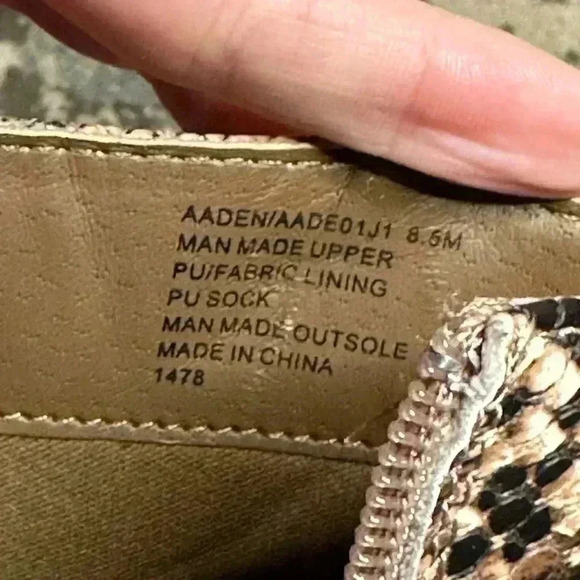 AADEN/AADE01J1 8.5M
MAN MADE UPPER
PU/FABRIC LINING
PU SOCK
MAN MADE OUTSOLE
MADE IN CHINA
1478